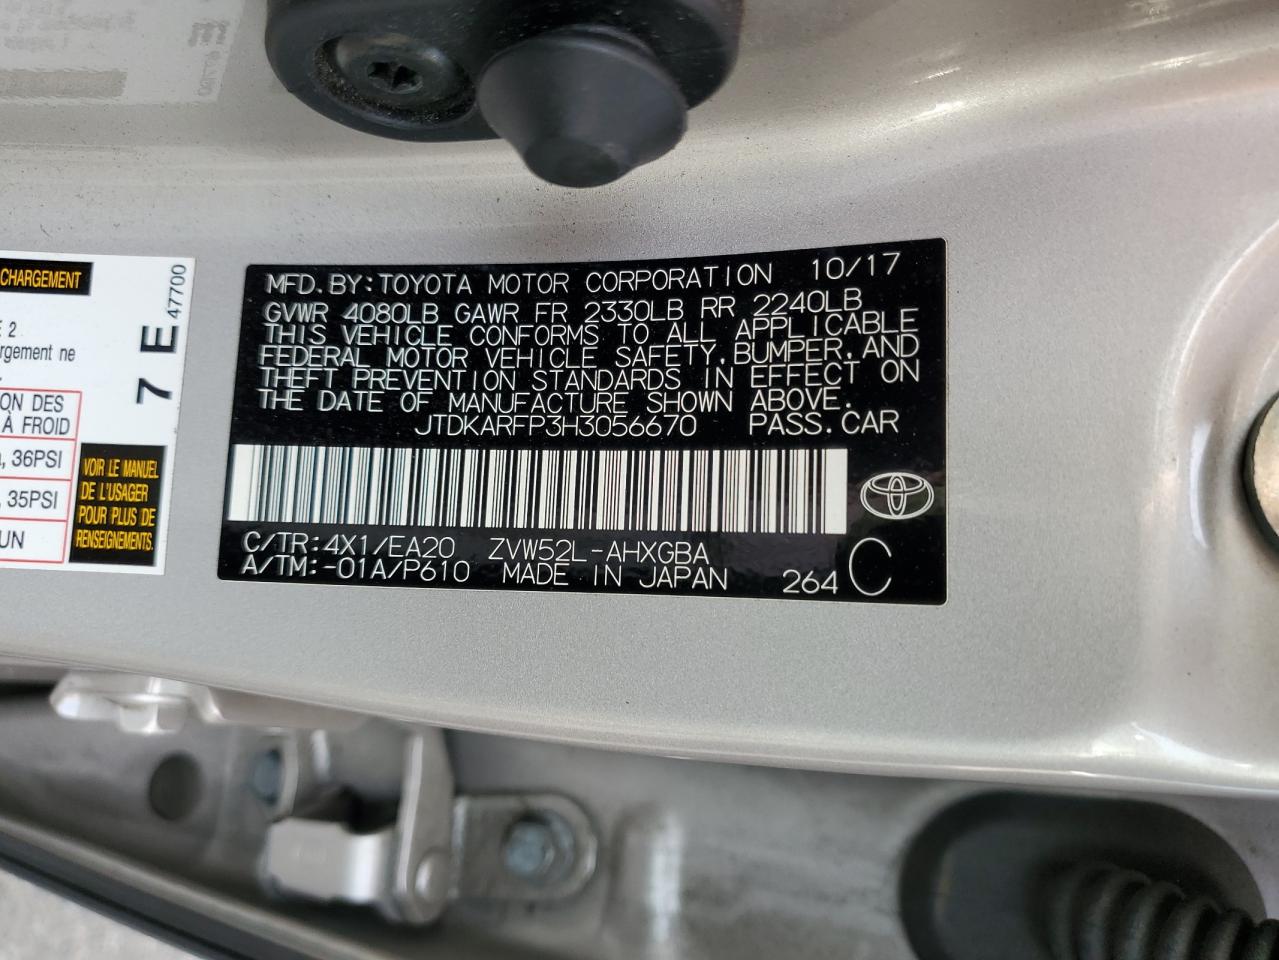 MFD. BY: TOYOTA MOTOR CORPORATION 10/17
GVWR 4080LB GAWR FR 2330LB RR 2240LB
THIS VEHICLE CONFORMS TO ALL APPLICABLE
FEDERAL MOTOR VEHICLE SAFETY, BUMPER, AND
THEFT PREVENTION STANDARDS IN EFFECT ON
THE DATE OF MANUFACTURE SHOWN ABOVE.
JTDKARFP3H3056670 PASS. CAR
C/TR: 4X1/EA20 ZVW52L-AHXGBA
A/TM: -01A/P610 MADE IN JAPAN 264 C
CHARGEMENT
2
argement ne
ON DES
À FROID
, 36PSI
, 35PSI
UN
7 E 47700
VOIR LE MANUEL
DE L'USAGER
POUR PLUS DE
RENSEIGNEMENTS.